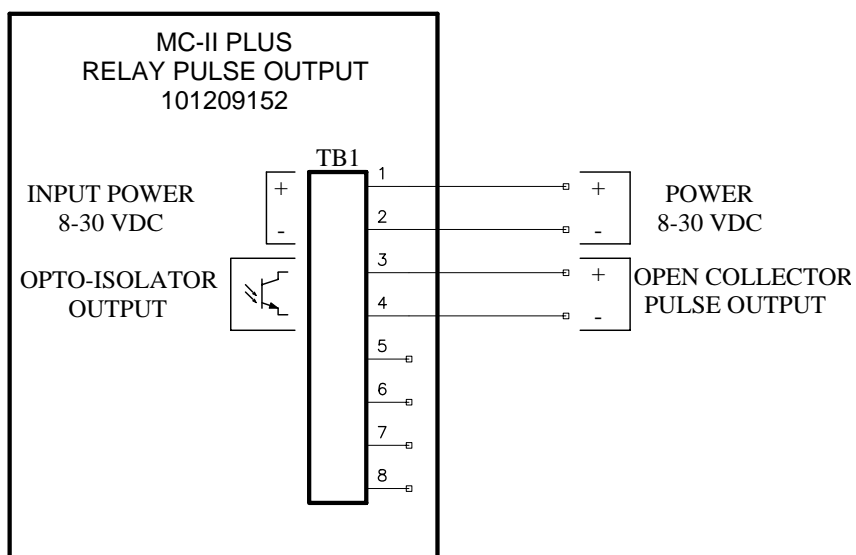 MC-II PLUS
RELAY PULSE OUTPUT
101209152
TB1
INPUT POWER
8-30 VDC
+
-
1
2
+
-
POWER
8-30 VDC
OPTO-ISOLATOR
OUTPUT
3
4
+
-
OPEN COLLECTOR
PULSE OUTPUT
5
6
7
8